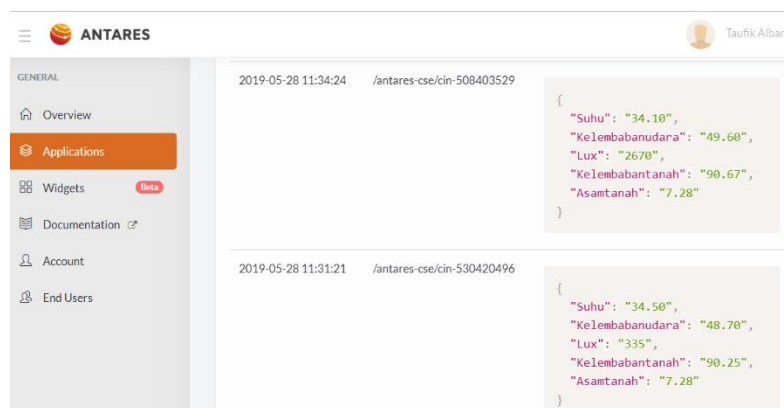 ANTARES
Taufik Albar
GENERAL
Overview
Applications
Widgets Beta
Documentation
Account
End Users
2019-05-28 11:34:24 /antares-cse/cin-508403529
{
"Suhu": "34.10",
"Kelembabanudara": "49.60",
"Lux": "2670",
"Kelembabantanah": "90.67",
"Asamtanah": "7.28"
}
2019-05-28 11:31:21 /antares-cse/cin-530420496
{
"Suhu": "34.50",
"Kelembabanudara": "48.70",
"Lux": "335",
"Kelembabantanah": "90.25",
"Asamtanah": "7.28"
}